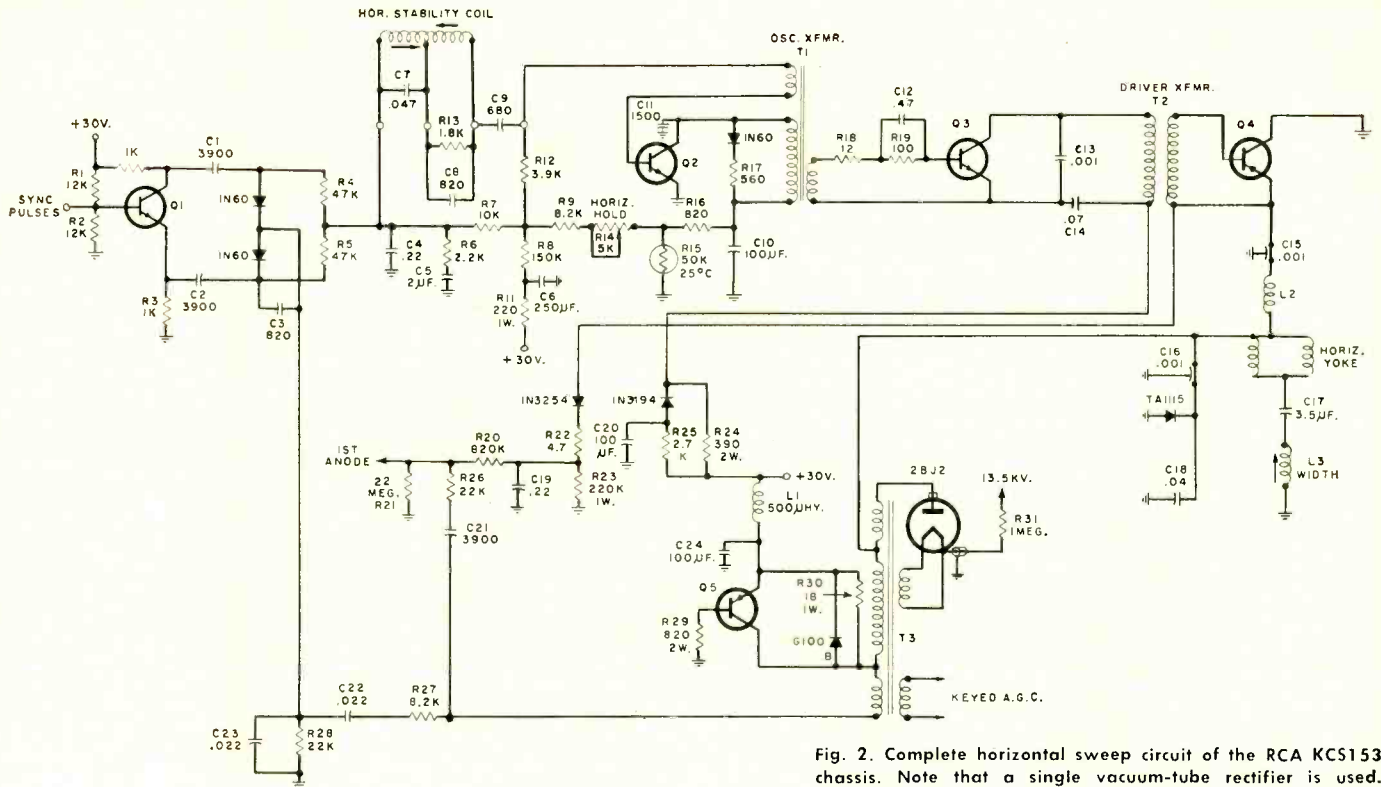 HOR. STABILITY COIL
C7
.047
R13
1.8K
C8
820
C9
680
OSC. XFMR.
T1
C11
1500
Q2
1N60
R17
560
R12
3.9K
C12
.47
R18
12
R19
100
Q3
C13
.001
.07
C14
DRIVER XFMR.
T2
Q4
+30V.
1K
R1
12K
SYNC
PULSES
R2
12K
Q1
C1
3900
1N60
1N60
R4
47K
R5
47K
R3
1K
C2
3900
C3
820
C4
.22
R6
2.2K
C5
2µF.
R7
10K
R9
8.2K
HORIZ.
HOLD
R14
5K
R16
820
R8
150K
R15
50K
25°C
C10
100µF.
R11
220
1W.
C6
250µF.
+30V.
C15
.001
L2
HORIZ.
YOKE
C16
.001
TA1115
C17
3.5µF.
C18
.04
L3
WIDTH
1N3254
1N3194
R22
4.7
C20
100
µF.
R25
2.7
K
R24
390
2W.
1ST
ANODE
R20
820K
22
MEG.
R21
R26
22K
C19
.22
R23
220K
1W.
+30V.
L1
500µHY.
2BJ2
13.5KV.
R31
1MEG.
C21
3900
C24
100µF.
Q5
R29
820
2W.
R30
18
1W.
G100
B
T3
KEYED A.G.C.
C22
.022
R27
8.2K
C23
.022
R28
22K
Fig. 2. Complete horizontal sweep circuit of the RCA KCS153
chassis. Note that a single vacuum-tube rectifier is used.